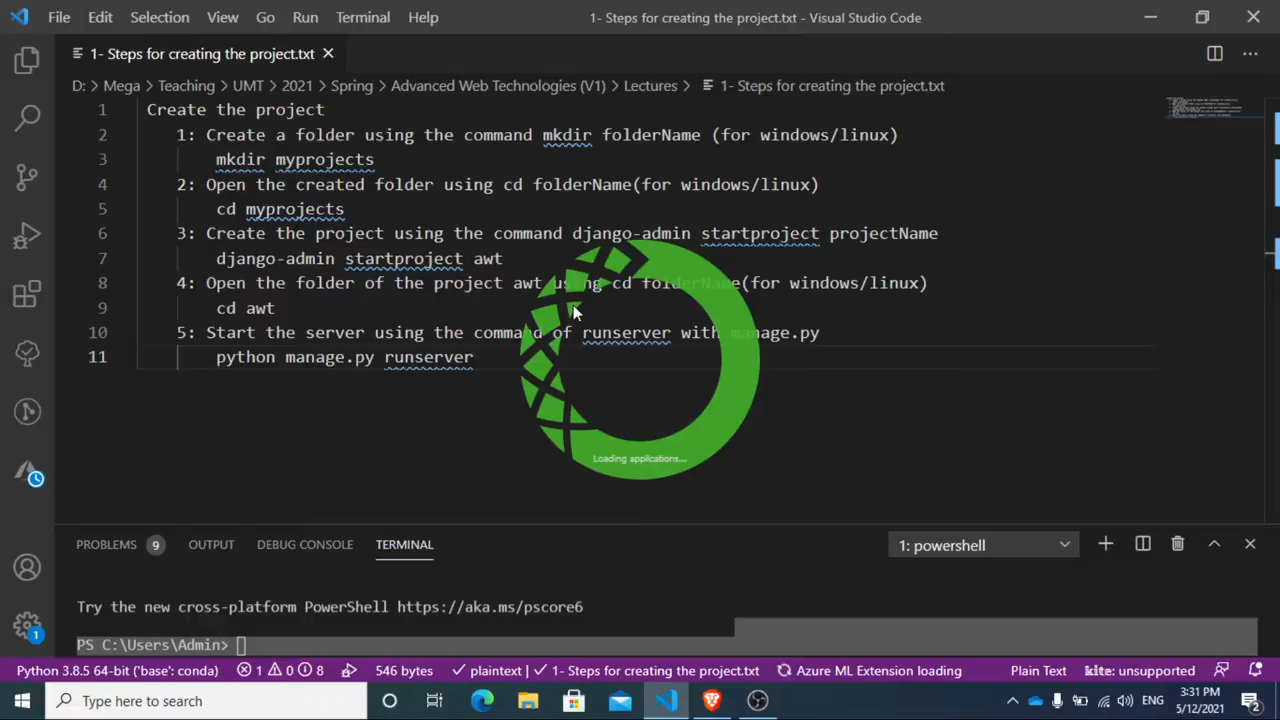 File Edit Selection View Go Run Terminal Help 1- Steps for creating the project.txt - Visual Studio Code
1- Steps for creating the project.txt
D: > Mega > Teaching > UMT > 2021 > Spring > Advanced Web Technologies (V1) > Lectures > 1- Steps for creating the project.txt
1 Create the project
2 1: Create a folder using the command mkdir folderName (for windows/linux)
3 mkdir myprojects
4 2: Open the created folder using cd folderName(for windows/linux)
5 cd myprojects
6 3: Create the project using the command django-admin startproject projectName
7 django-admin startproject awt
8 4: Open the folder of the project awt using cd folderName(for windows/linux)
9 cd awt
10 5: Start the server using the command of runserver with manage.py
11 python manage.py runserver
Loading applications...
PROBLEMS 9 OUTPUT DEBUG CONSOLE TERMINAL 1: powershell
Try the new cross-platform PowerShell https://aka.ms/pscore6
PS C:\Users\Admin>
1
Python 3.8.5 64-bit ('base': conda) 1 0 8 546 bytes plaintext | 1- Steps for creating the project.txt Azure ML Extension loading Plain Text kite: unsupported
Type here to search ENG 3:31 PM
5/12/2021 2